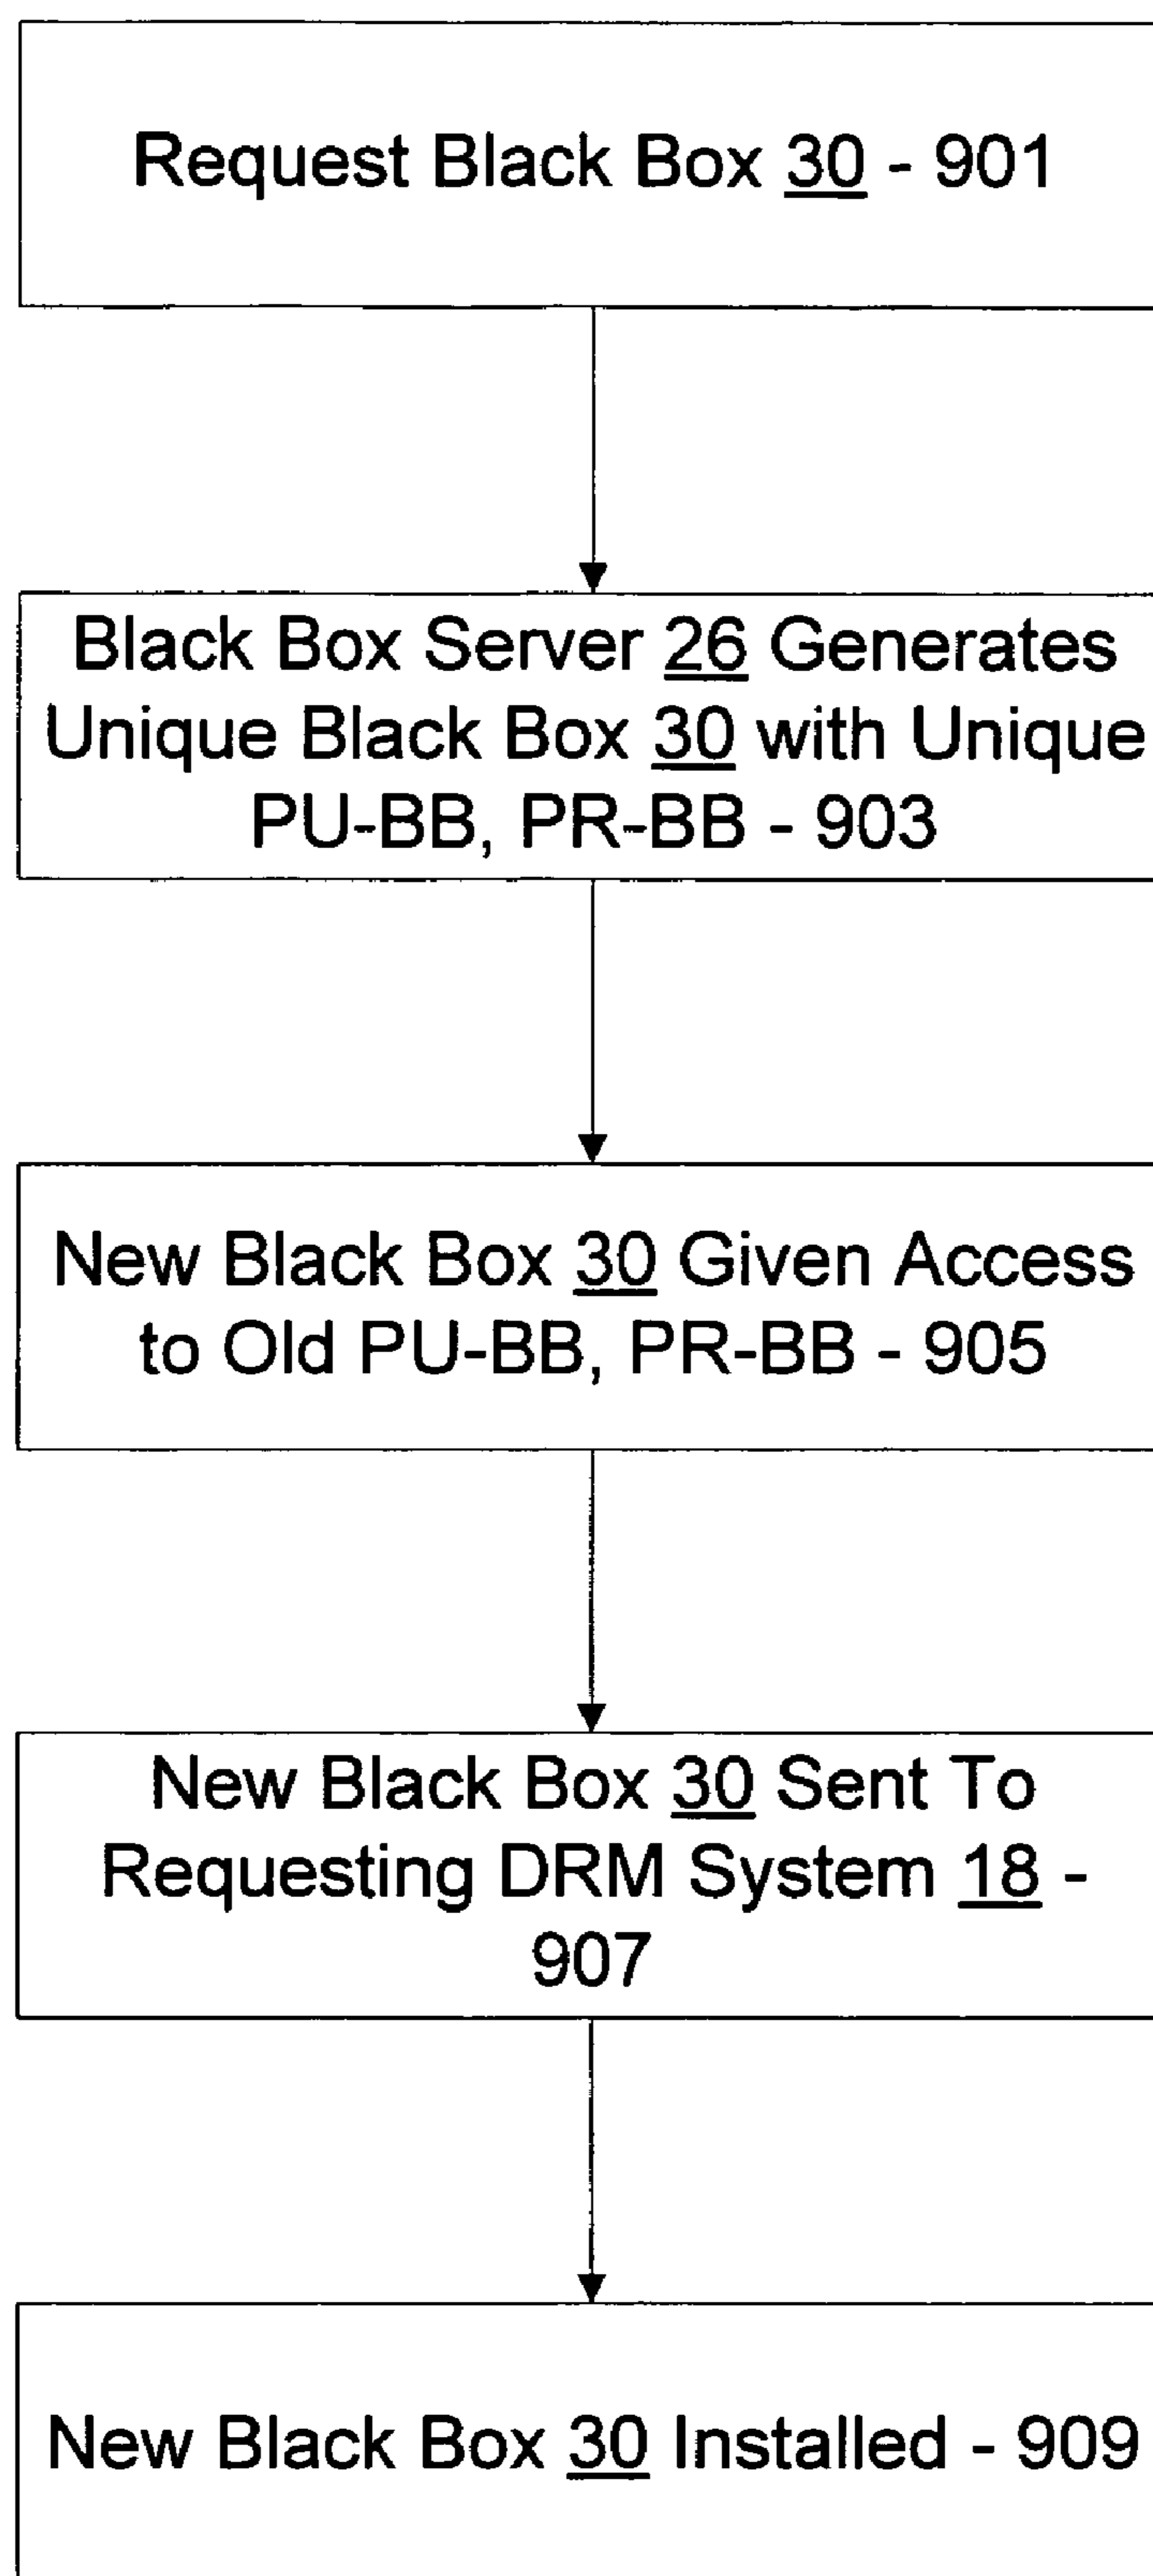 Request Black Box 30 - 901
Black Box Server 26 Generates
Unique Black Box 30 with Unique
PU-BB, PR-BB - 903
New Black Box 30 Given Access
to Old PU-BB, PR-BB - 905
New Black Box 30 Sent To
Requesting DRM System 18 -
907
New Black Box 30 Installed - 909